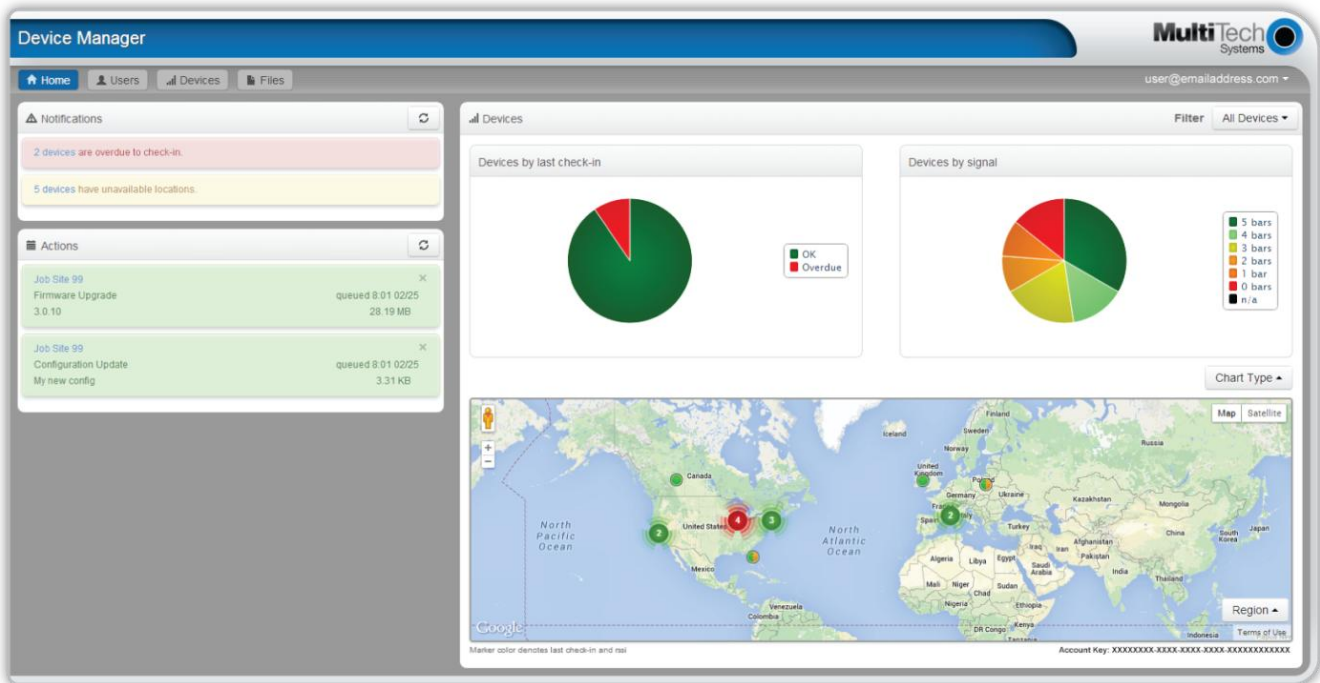 Device Manager
MultiTech
Systems
Home
Users
Devices
Files
user@emailaddress.com
Notifications
2 devices are overdue to check-in.
5 devices have unavailable locations.
Actions
Job Site 99
Firmware Upgrade queued 8:01 02/25
3.0.10 28.19 MB
Job Site 99
Configuration Update queued 8:01 02/25
My new config 3.31 KB
Devices
Filter All Devices
Devices by last check-in
OK
Overdue
Devices by signal
5 bars
4 bars
3 bars
2 bars
1 bar
0 bars
n/a
Chart Type
Map Satellite
Finland
Iceland
Sweden
Russia
Norway
United
Kingdom
Canada
Poland
Germany
Ukraine
Kazakhstan
Mongolia
2
4
3
2
United States
Spain
Turkey
China
South
Korea
Japan
North
Pacific
Ocean
North
Atlantic
Ocean
Afghanistan
Iraq
Iran
Pakistan
Algeria
Libya
Egypt
Saudi
Arabia
India
Thailand
Mexico
Mali
Niger
Chad
Sudan
Nigeria
Ethiopia
Venezuela
Colombia
DR Congo
Kenya
Indonesia
Region
Google
Terms of Use
Marker color denotes last check-in and rssi
Account Key: XXXXXXXX-XXXX-XXXX-XXXX-XXXXXXXXXXXX